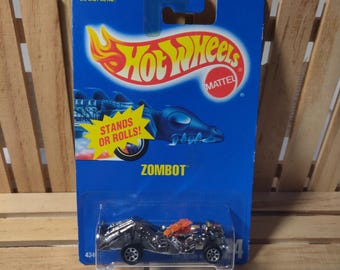 HOT WHEELS
MATTEL
STANDS
OR ROLLS!
ZOMBOT